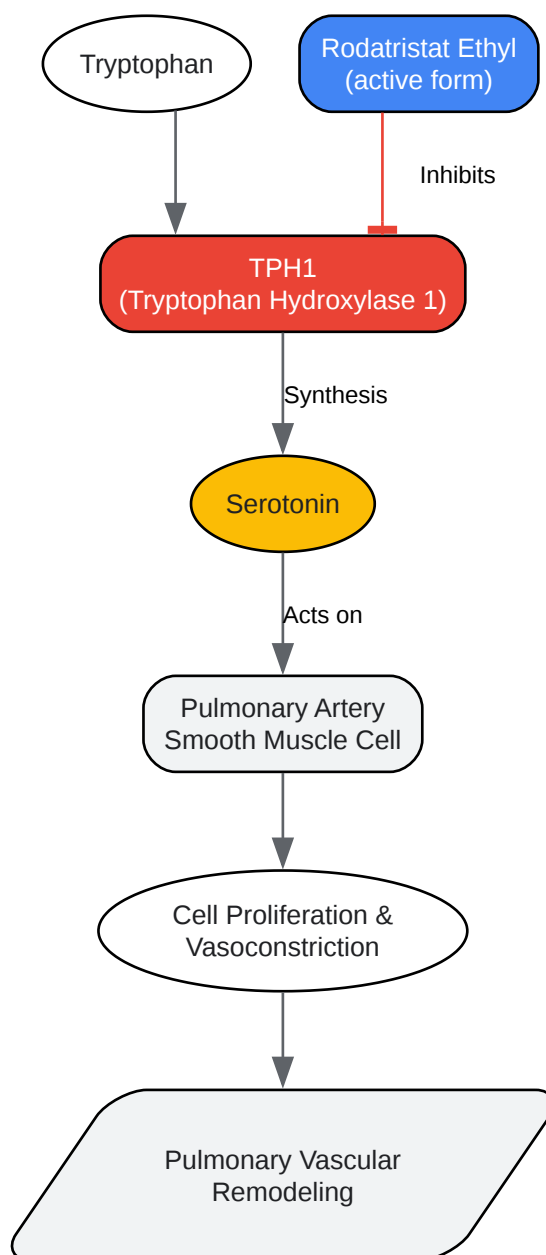 Tryptophan
Rodatristat Ethyl
(active form)
Inhibits
TPH1
(Tryptophan Hydroxylase 1)
Synthesis
Serotonin
Acts on
Pulmonary Artery
Smooth Muscle Cell
Cell Proliferation &
Vasoconstriction
Pulmonary Vascular
Remodeling